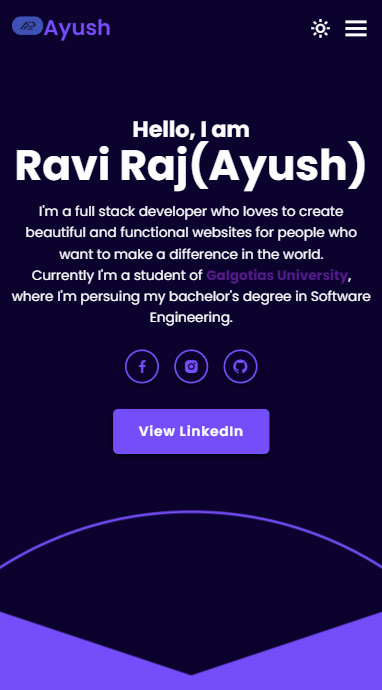 Ayush
Hello, I am
Ravi Raj(Ayush)
I'm a full stack developer who loves to create
beautiful and functional websites for people who
want to make a difference in the world.
Currently I'm a student of Galgotias University,
where I'm persuing my bachelor's degree in Software
Engineering.
View LinkedIn